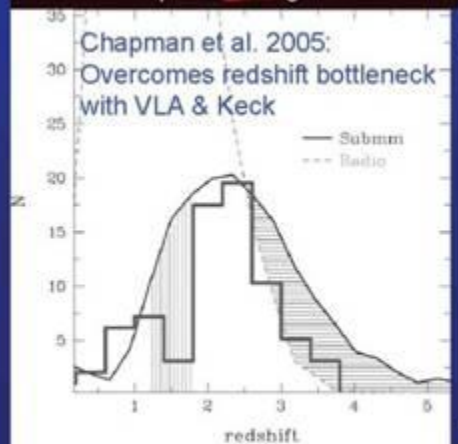 Chapman et al. 2005:
Overcomes redshift bottleneck
with VLA & Keck
35
30
25
20
15
10
5
N
Submm
Radio
1 2 3 4 5
redshift